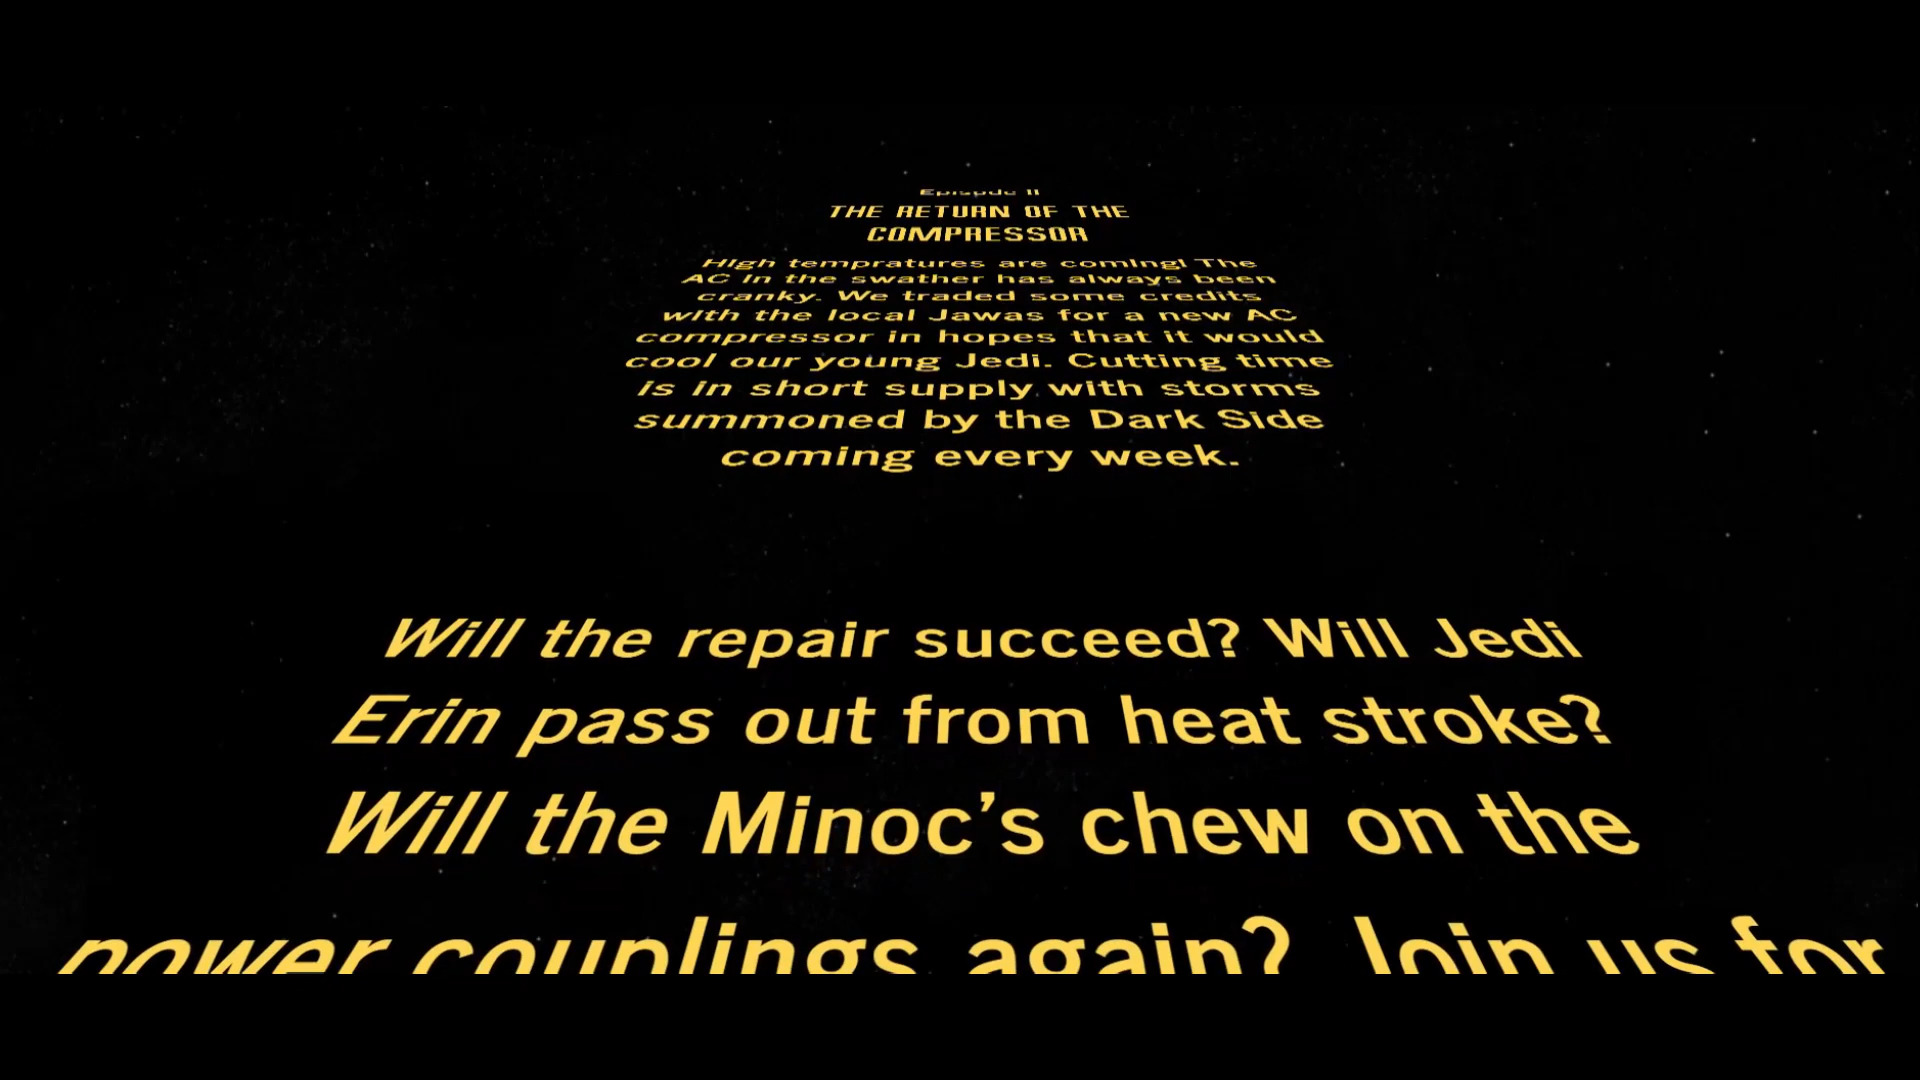 Episode II
THE RETURN OF THE
COMPRESSOR
High tempratures are coming! The
AC in the swather has always been
cranky. We traded some credits
with the local Jawas for a new AC
compressor in hopes that it would
cool our young Jedi. Cutting time
is in short supply with storms
summoned by the Dark Side
coming every week.
Will the repair succeed? Will Jedi
Erin pass out from heat stroke?
Will the Minoc’s chew on the
power couplings again? Join us for